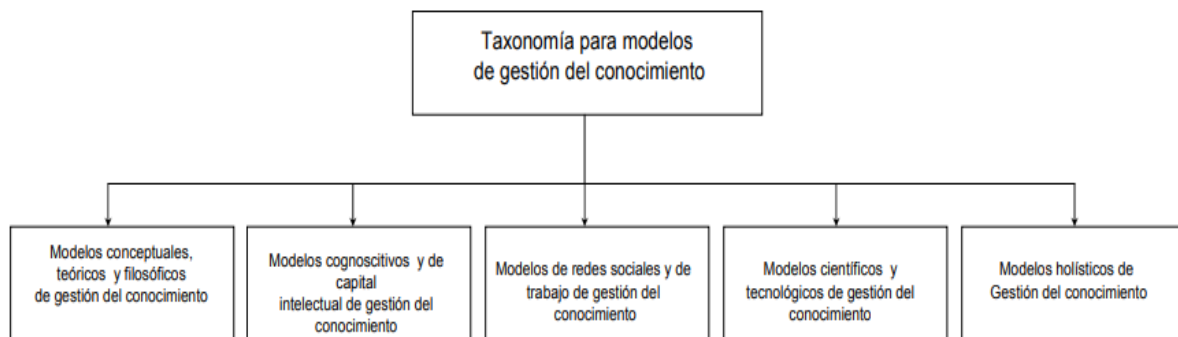 Taxonomía para modelos
de gestión del conocimiento
Modelos conceptuales,
teóricos y filosóficos
de gestión del conocimiento
Modelos cognoscitivos y de
capital
intelectual de gestión del
conocimiento
Modelos de redes sociales y de
trabajo de gestión del
conocimiento
Modelos científicos y
tecnológicos de gestión del
conocimiento
Modelos holísticos de
Gestión del conocimiento